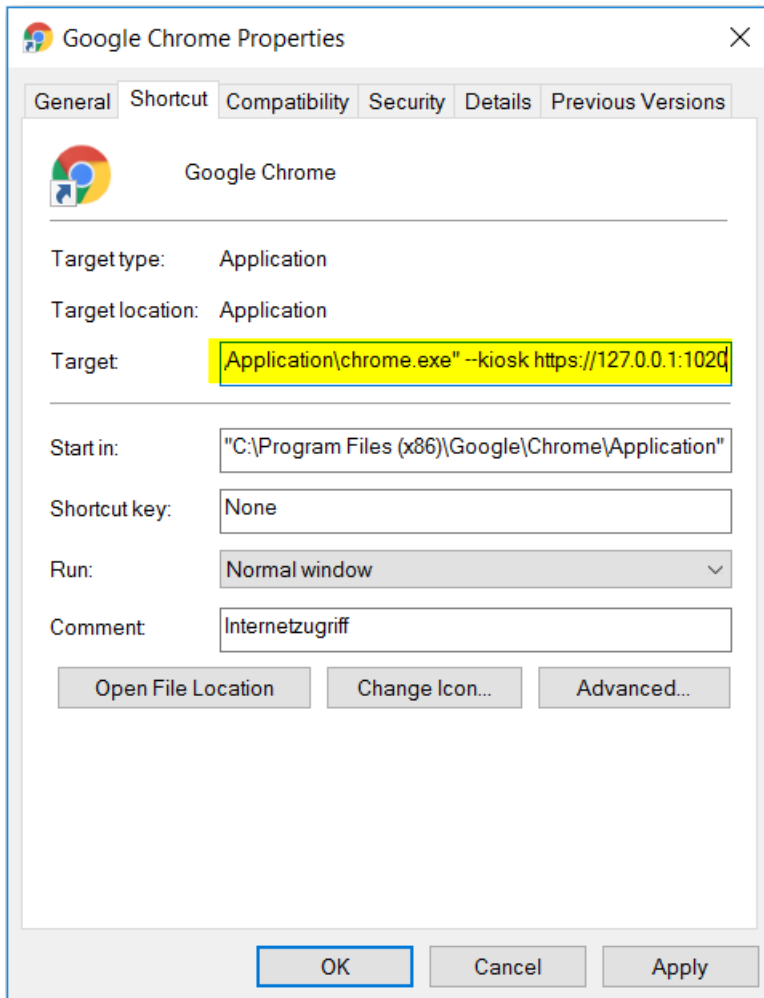 Google Chrome Properties
General Shortcut Compatibility Security Details Previous Versions
Google Chrome
Target type: Application
Target location: Application
Target: Application\chrome.exe" --kiosk https://127.0.0.1:1020
Start in: "C:\Program Files (x86)\Google\Chrome\Application"
Shortcut key: None
Run: Normal window
Comment: Internetzugriff
Open File Location Change Icon... Advanced...
OK Cancel Apply